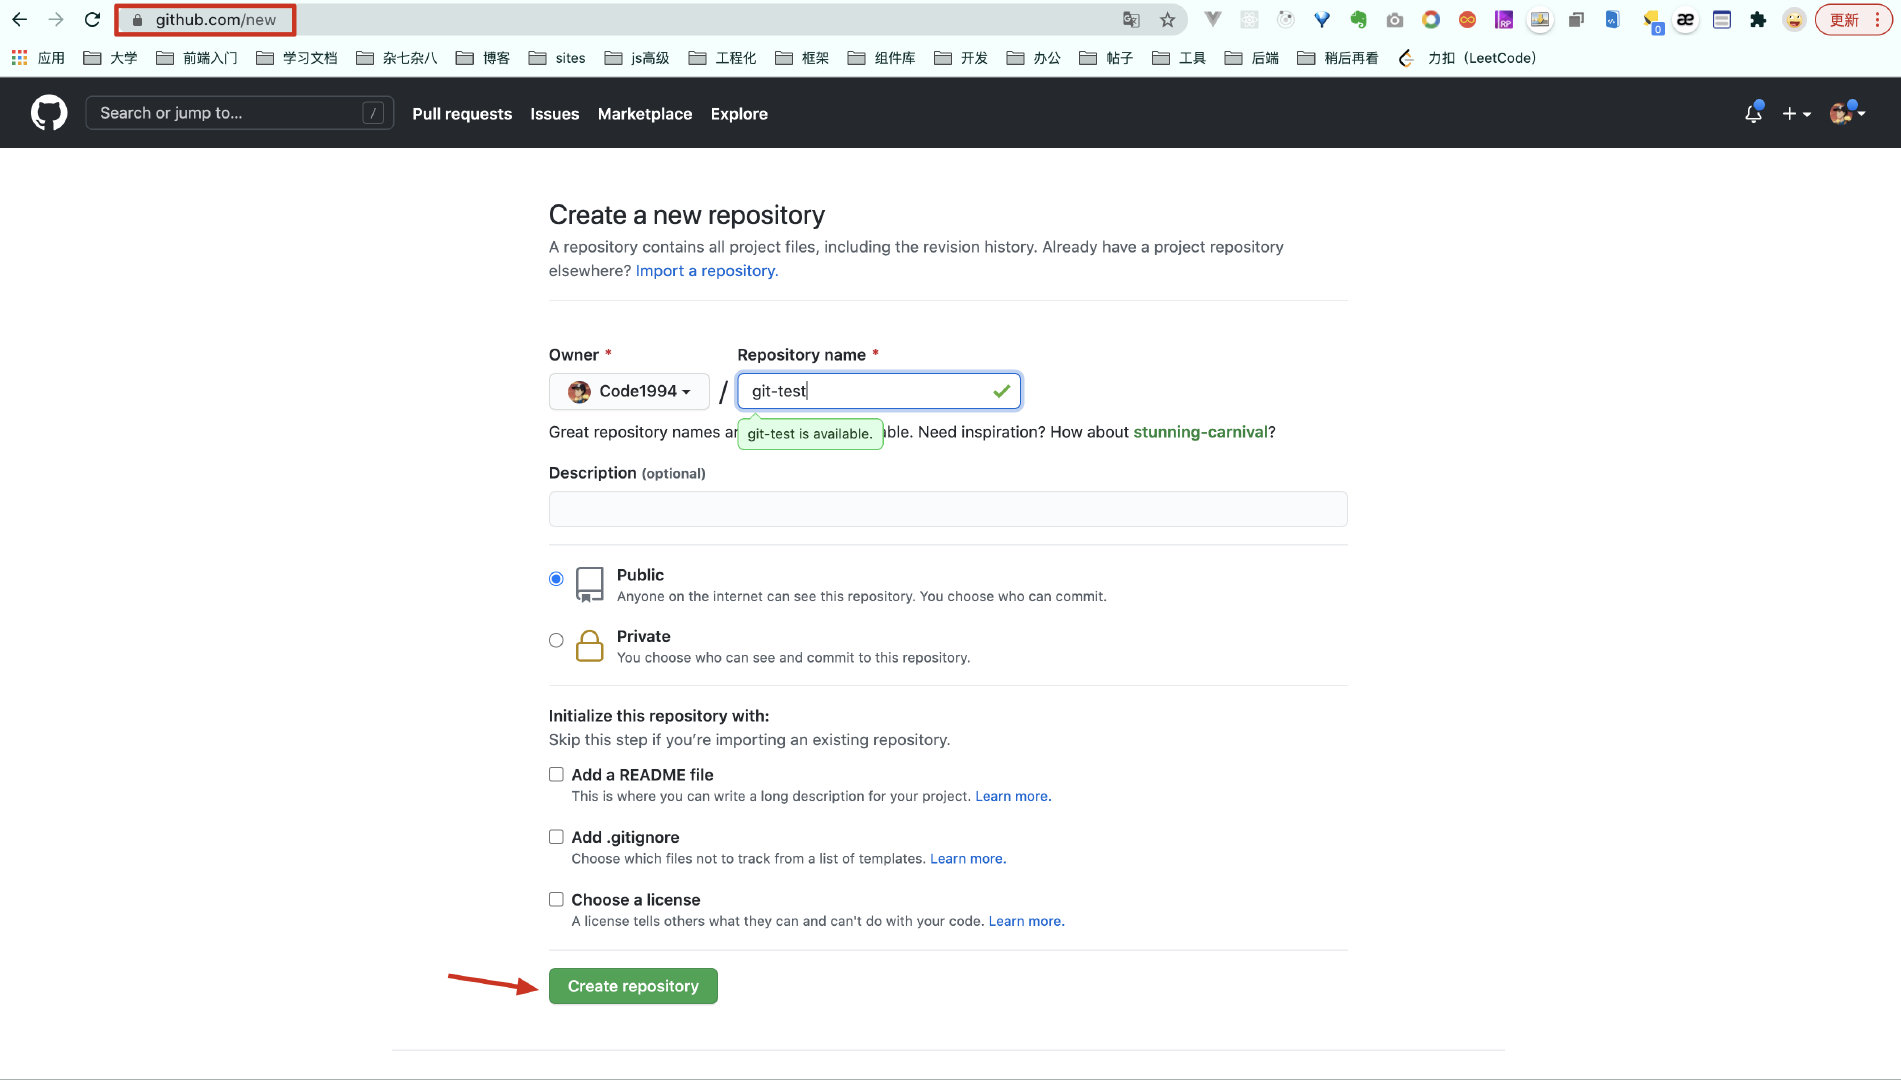 github.com/new
更新
应用 大学 前端入门 学习文档 杂七杂八 博客 sites js高级 工程化 框架 组件库 开发 办公 帖子 工具 后端 稍后再看 力扣（LeetCode）
Search or jump to... / Pull requests Issues Marketplace Explore
Create a new repository
A repository contains all project files, including the revision history. Already have a project repository
elsewhere? Import a repository.
Owner * Repository name *
Code1994 / git-test
git-test is available.
Great repository names ar ble. Need inspiration? How about stunning-carnival?
Description (optional)
Public
Anyone on the internet can see this repository. You choose who can commit.
Private
You choose who can see and commit to this repository.
Initialize this repository with:
Skip this step if you’re importing an existing repository.
Add a README file
This is where you can write a long description for your project. Learn more.
Add .gitignore
Choose which files not to track from a list of templates. Learn more.
Choose a license
A license tells others what they can and can't do with your code. Learn more.
Create repository